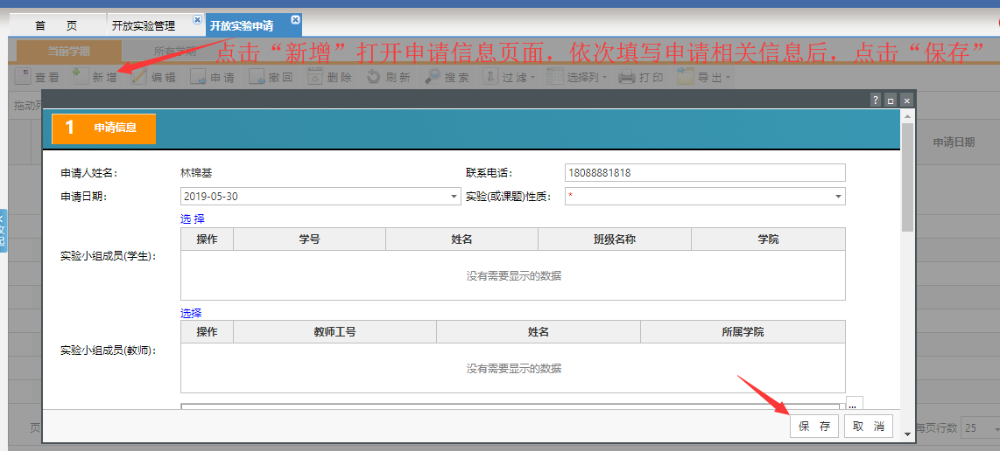 首 页 开放实验管理 开放实验申请
当前学期 所有学期 点击“新增”打开申请信息页面，依次填写申请相关信息后，点击“保存”
查看 新增 编辑 申请 撤回 删除 刷新 搜索 过滤 选择列 打印 导出
拖动列
1 申请信息
申请日期
申请人姓名: 林锦基 联系电话: 18088881818
申请日期: 2019-05-30 实验(或课题)性质: *
选 择
操作 学号 姓名 班级名称 学院
实验小组成员(学生):
没有需要显示的数据
选择
操作 教师工号 姓名 所属学院
实验小组成员(教师):
没有需要显示的数据
...
保 存 取 消
页 每页行数 25